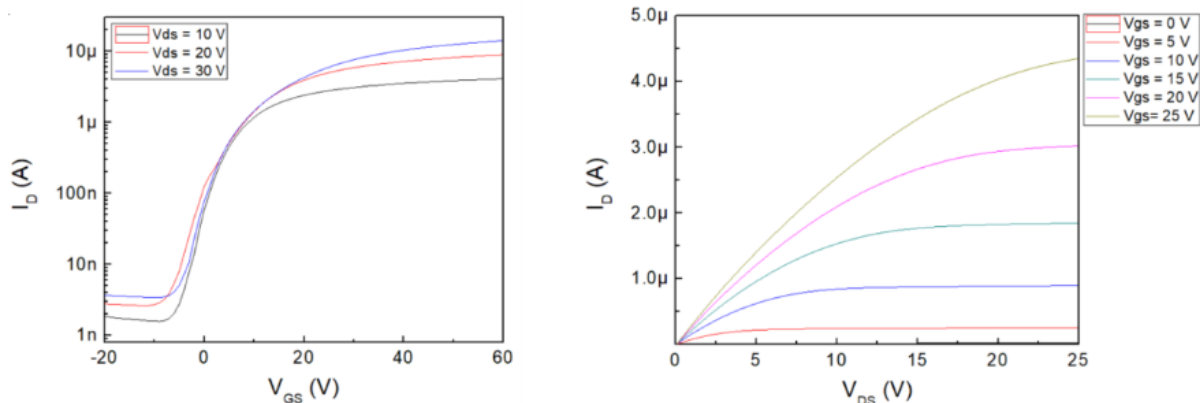 Vds = 10 V
Vds = 20 V
Vds = 30 V
10µ
1µ
100n
10n
1n
I_D (A)
-20 0 20 40 60
V_GS (V)
5.0µ
4.0µ
3.0µ
2.0µ
1.0µ
I_D (A)
5 10 15 20 25
V_DS (V)
Vgs = 0 V
Vgs = 5 V
Vgs = 10 V
Vgs = 15 V
Vgs = 20 V
Vgs= 25 V